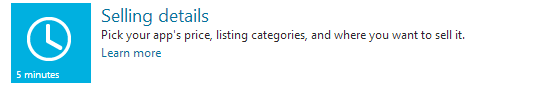 Selling details
Pick your app's price, listing categories, and where you want to sell it.
Learn more
5 minutes